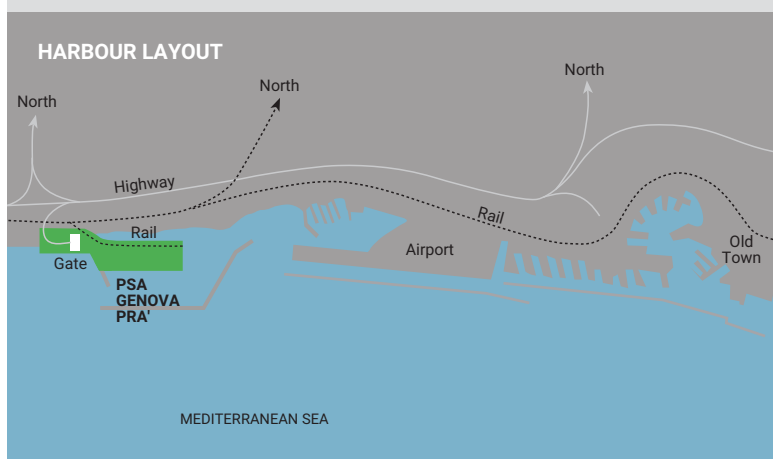 HARBOUR LAYOUT
North
North
North
Highway
Rail
Rail
Gate
Airport
Old
Town
PSA
GENOVA
PRA'
MEDITERRANEAN SEA